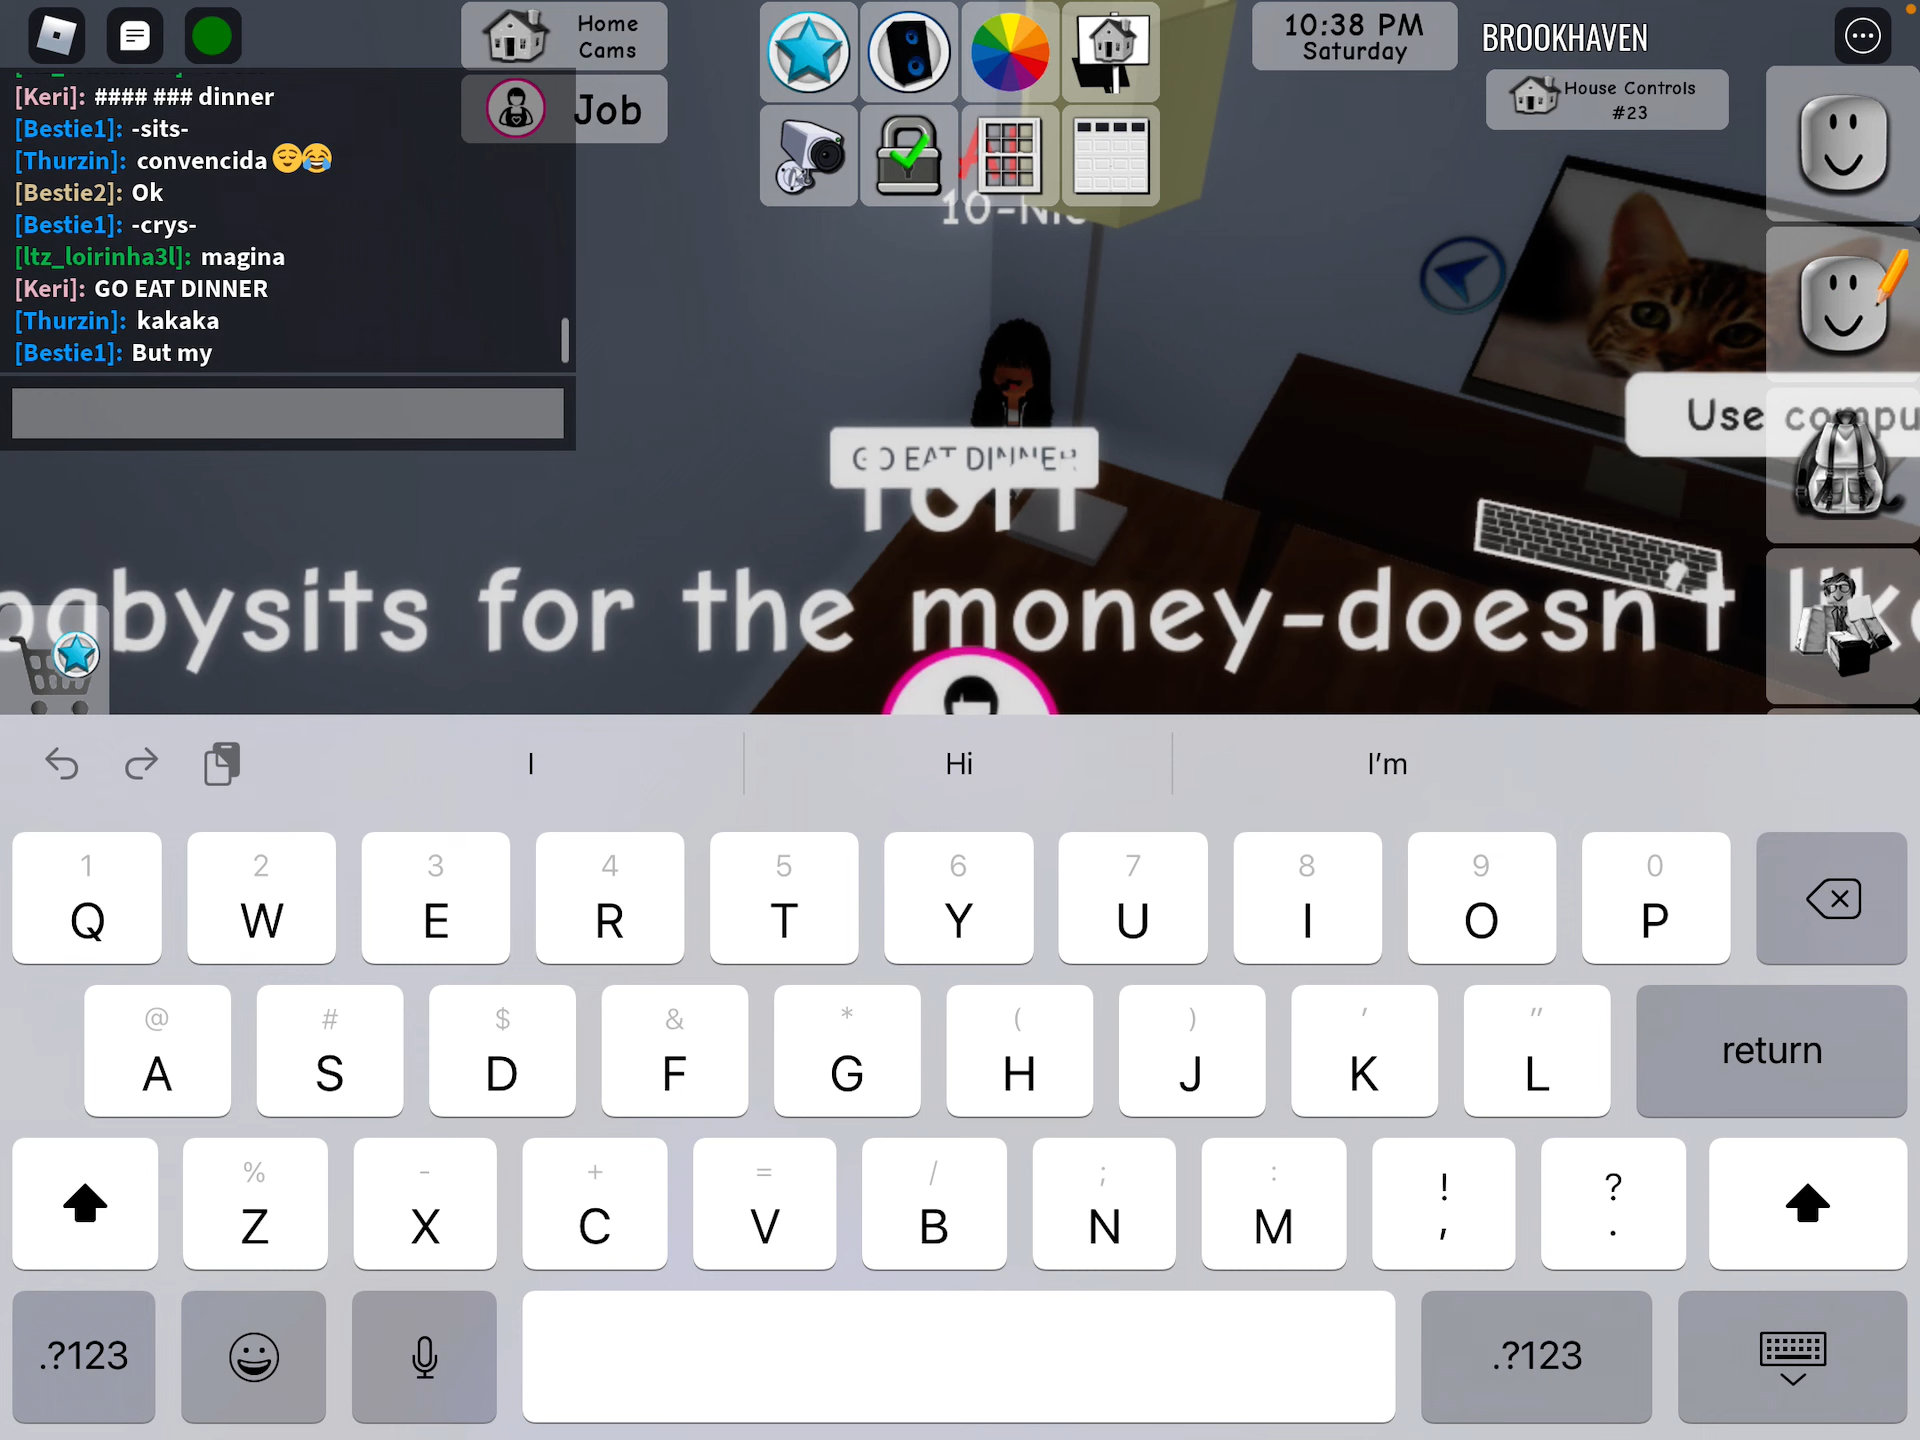 Home
Cams
Job
10:38 PM
Saturday
BROOKHAVEN
House Controls
#23
[Keri]: #### ### dinner
[Bestie1]: -sits-
[Thurzin]: convencida 😌😂
[Bestie2]: Ok
[Bestie1]: -crys-
[ltz_loirinha3l]: magina
[Keri]: GO EAT DINNER
[Thurzin]: kakaka
[Bestie1]: But my
GO EAT DINNER
Use
babysits for the money-doesn't
I
Hi
I'm
1 2 3 4 5 6 7 8 9 0
Q W E R T Y U I O P
@ # $ & * ( ) ' "
A S D F G H J K L return
% - + = / ; : ! ?
Z X C V B N M , .
.?123 .?123